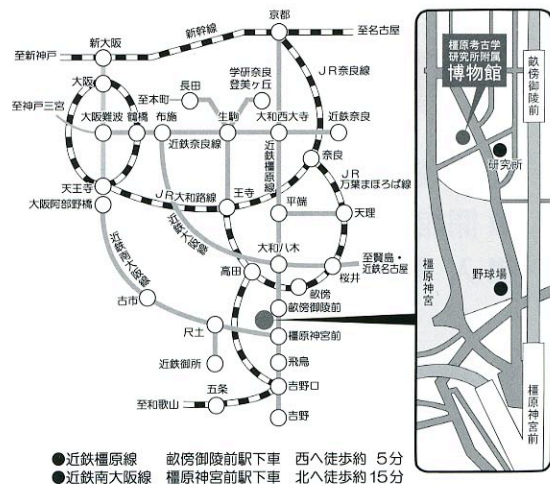 京都
新幹線
至名古屋
至新神戸
新大阪
大阪
JR奈良線
長田
学研奈良
登美ヶ丘
至神戸三宮
至本町
大阪難波
鶴橋
布施
生駒
大和西大寺
近鉄奈良
近鉄奈良線
近鉄橿原線
奈良
JR
万葉まほろば線
天王寺
大阪阿部野橋
JR大和路線
王寺
平端
天理
近鉄大阪線
近鉄南大阪線
大和八木
至賢島・
近鉄名古屋
高田
桜井
畝傍
古市
畝傍御陵前
尺土
橿原神宮前
近鉄御所
飛鳥
五条
吉野口
至和歌山
吉野
橿原考古学
研究所附属
博物館
畝傍御陵前
研究所
橿原神宮
野球場
橿原神宮前
●近鉄橿原線 畝傍御陵前駅下車 西へ徒歩約 5分
●近鉄南大阪線 橿原神宮前駅下車 北へ徒歩約15分